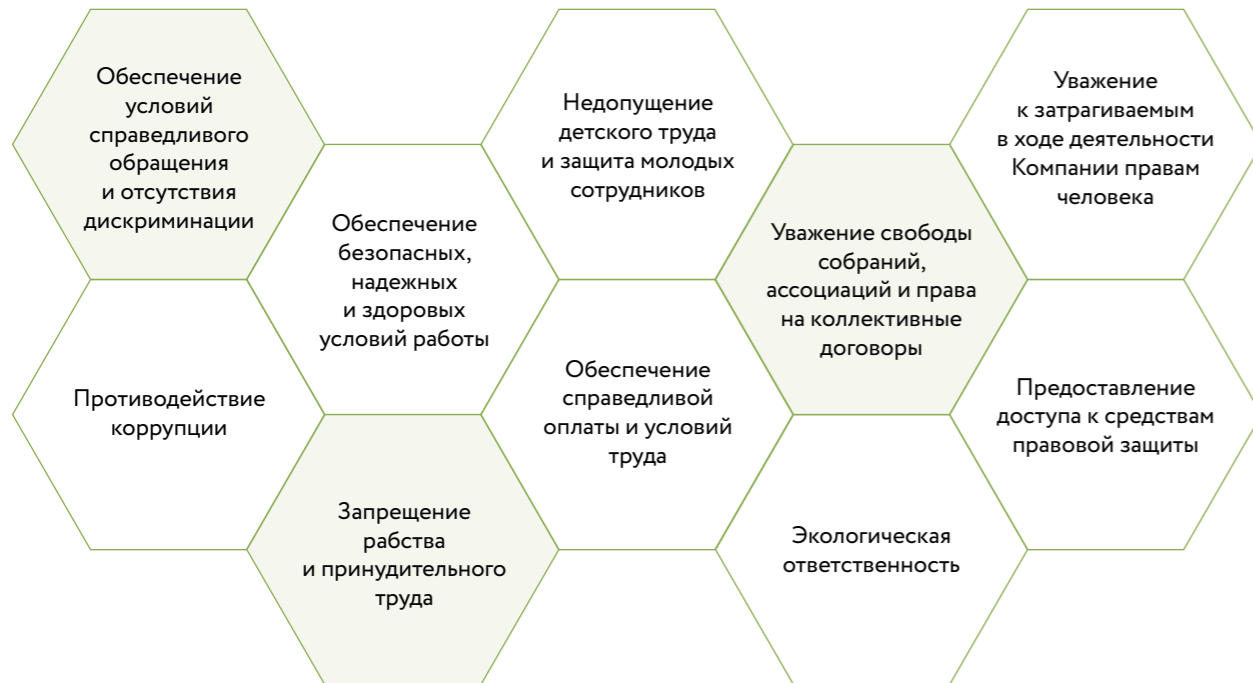 Обеспечение
условий
справедливого
обращения
и отсутствия
дискриминации
Недопущение
детского труда
и защита молодых
сотрудников
Уважение
к затрагиваемым
в ходе деятельности
Компании правам
человека
Обеспечение
безопасных,
надежных
и здоровых
условий работы
Уважение свободы
собраний,
ассоциаций и права
на коллективные
договоры
Противодействие
коррупции
Обеспечение
справедливой
оплаты и условий
труда
Предоставление
доступа к средствам
правовой защиты
Запрещение
рабства
и принудительного
труда
Экологическая
ответственность